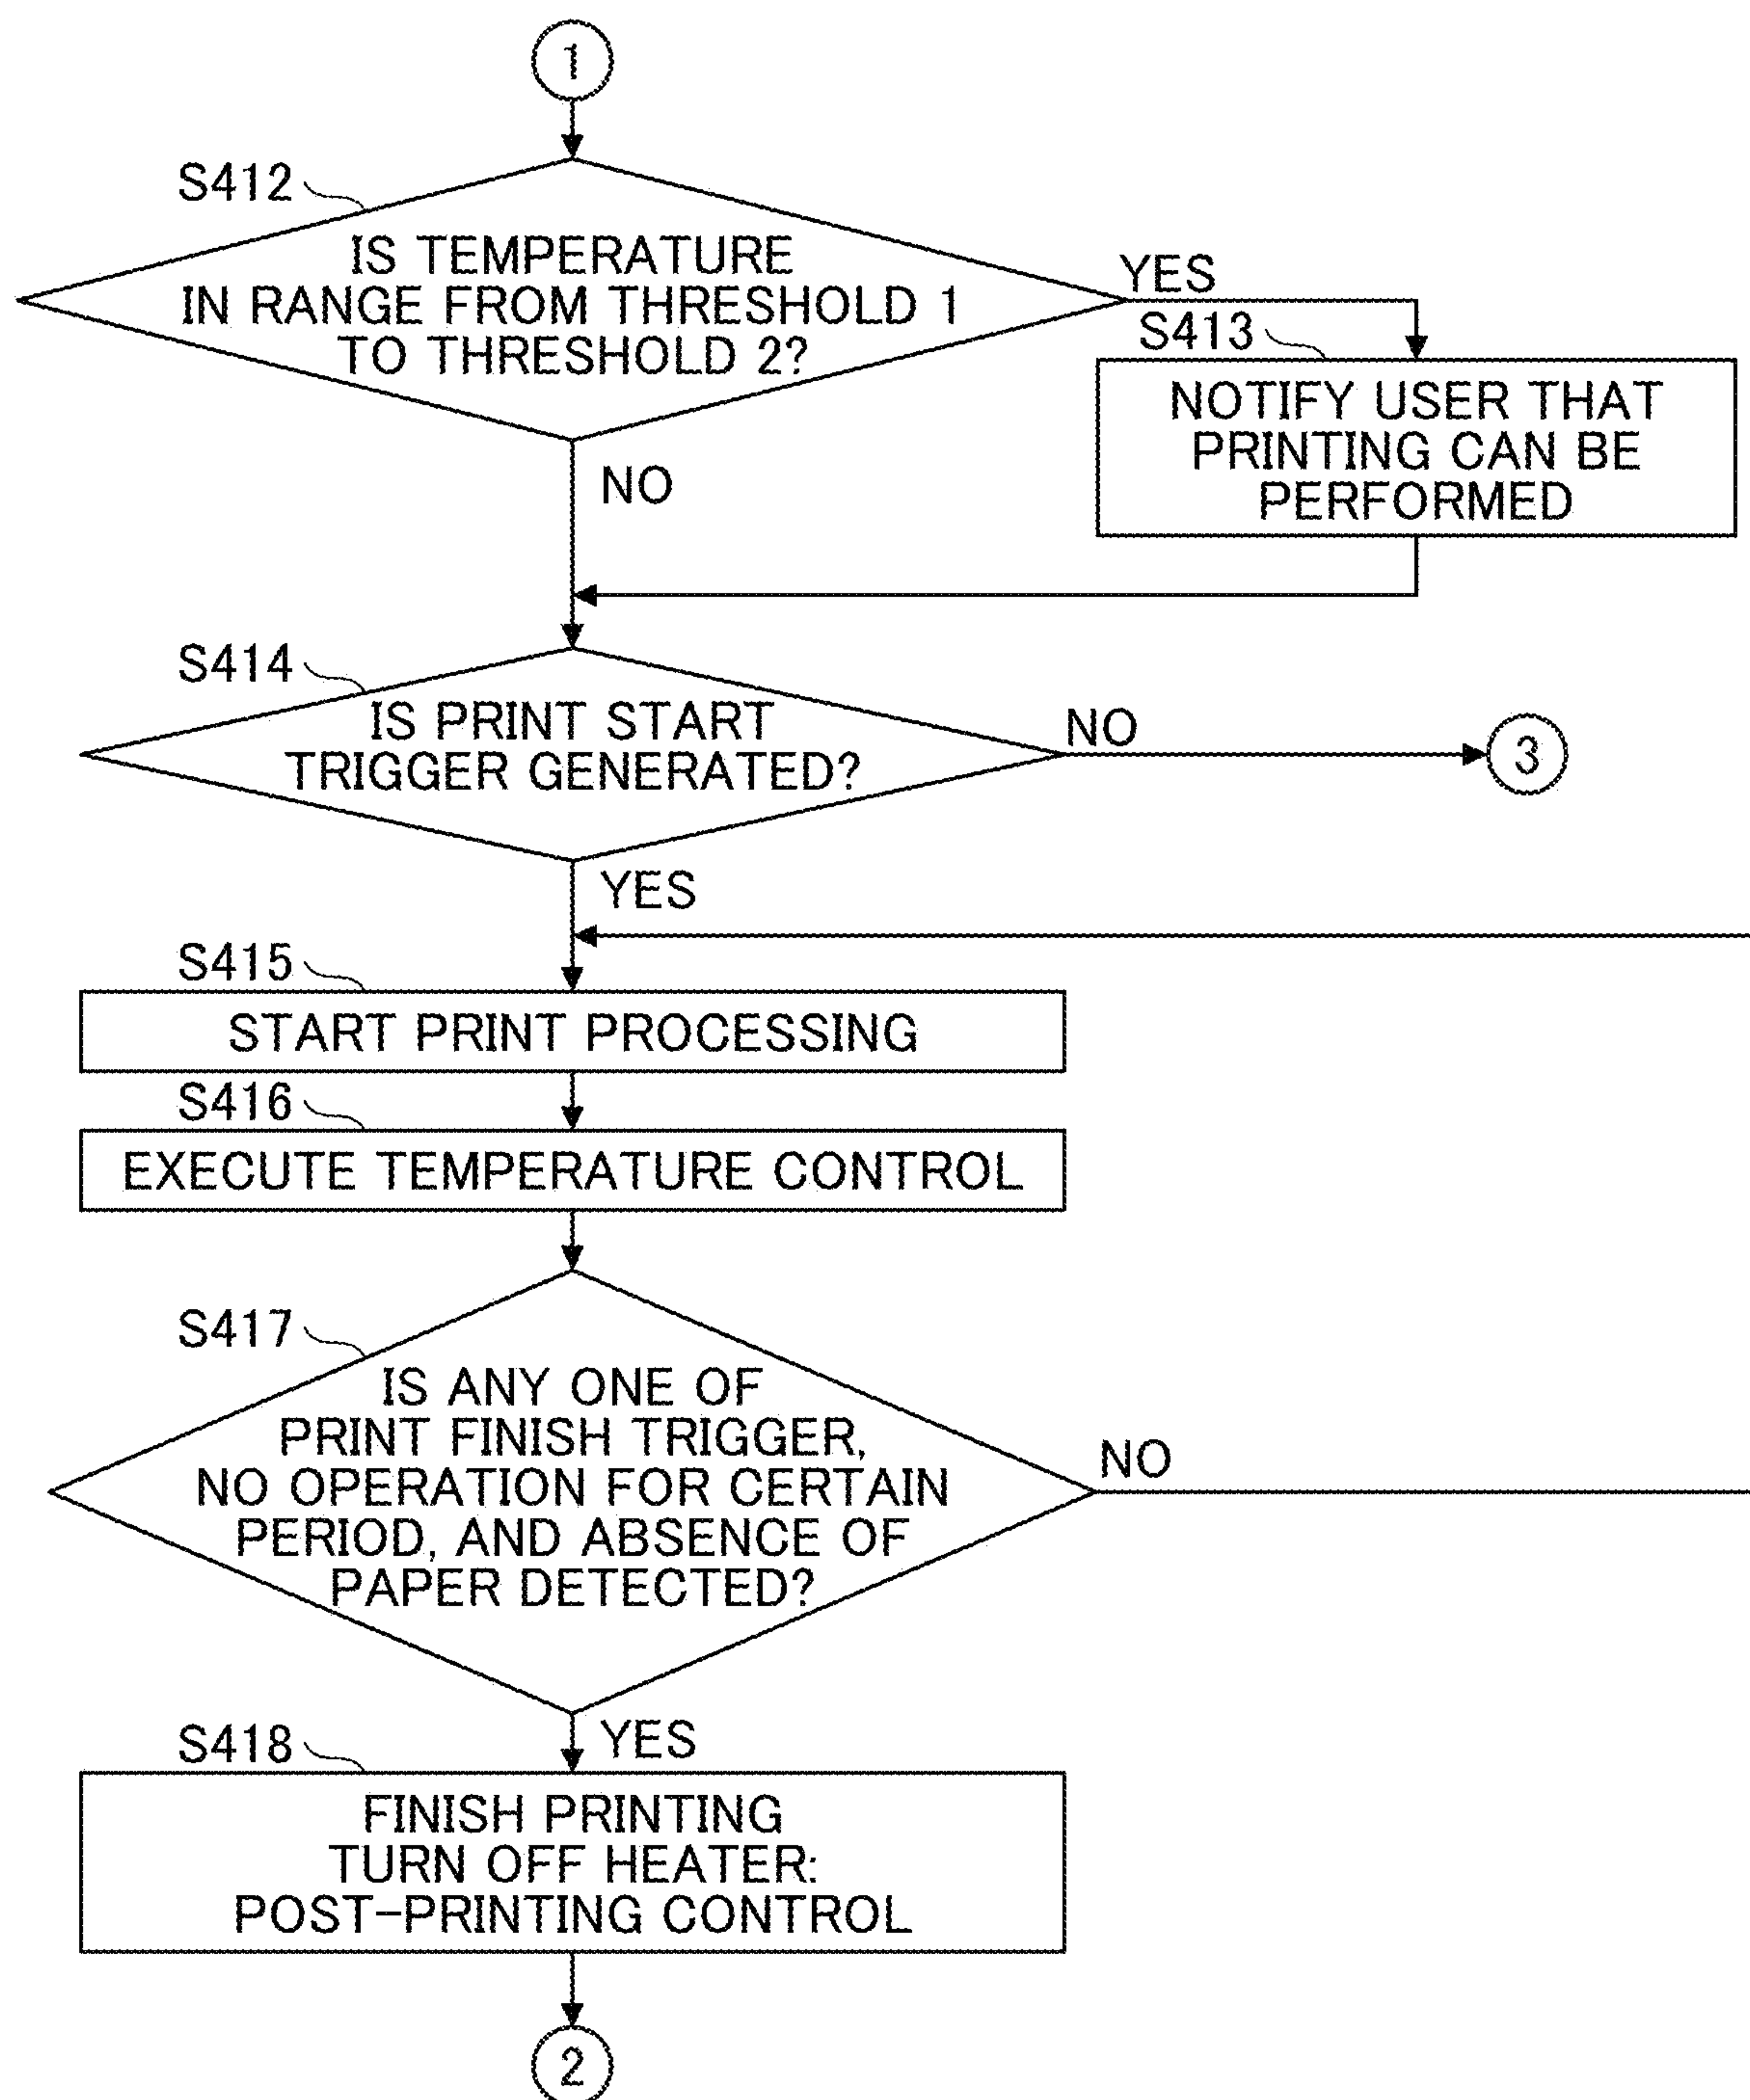 1
S412
IS TEMPERATURE
IN RANGE FROM THRESHOLD 1
TO THRESHOLD 2?
YES
S413
NOTIFY USER THAT
PRINTING CAN BE
PERFORMED
NO
S414
IS PRINT START
TRIGGER GENERATED?
NO
3
YES
S415
START PRINT PROCESSING
S416
EXECUTE TEMPERATURE CONTROL
S417
IS ANY ONE OF
PRINT FINISH TRIGGER,
NO OPERATION FOR CERTAIN
PERIOD, AND ABSENCE OF
PAPER DETECTED?
NO
YES
S418
FINISH PRINTING
TURN OFF HEATER:
POST-PRINTING CONTROL
2